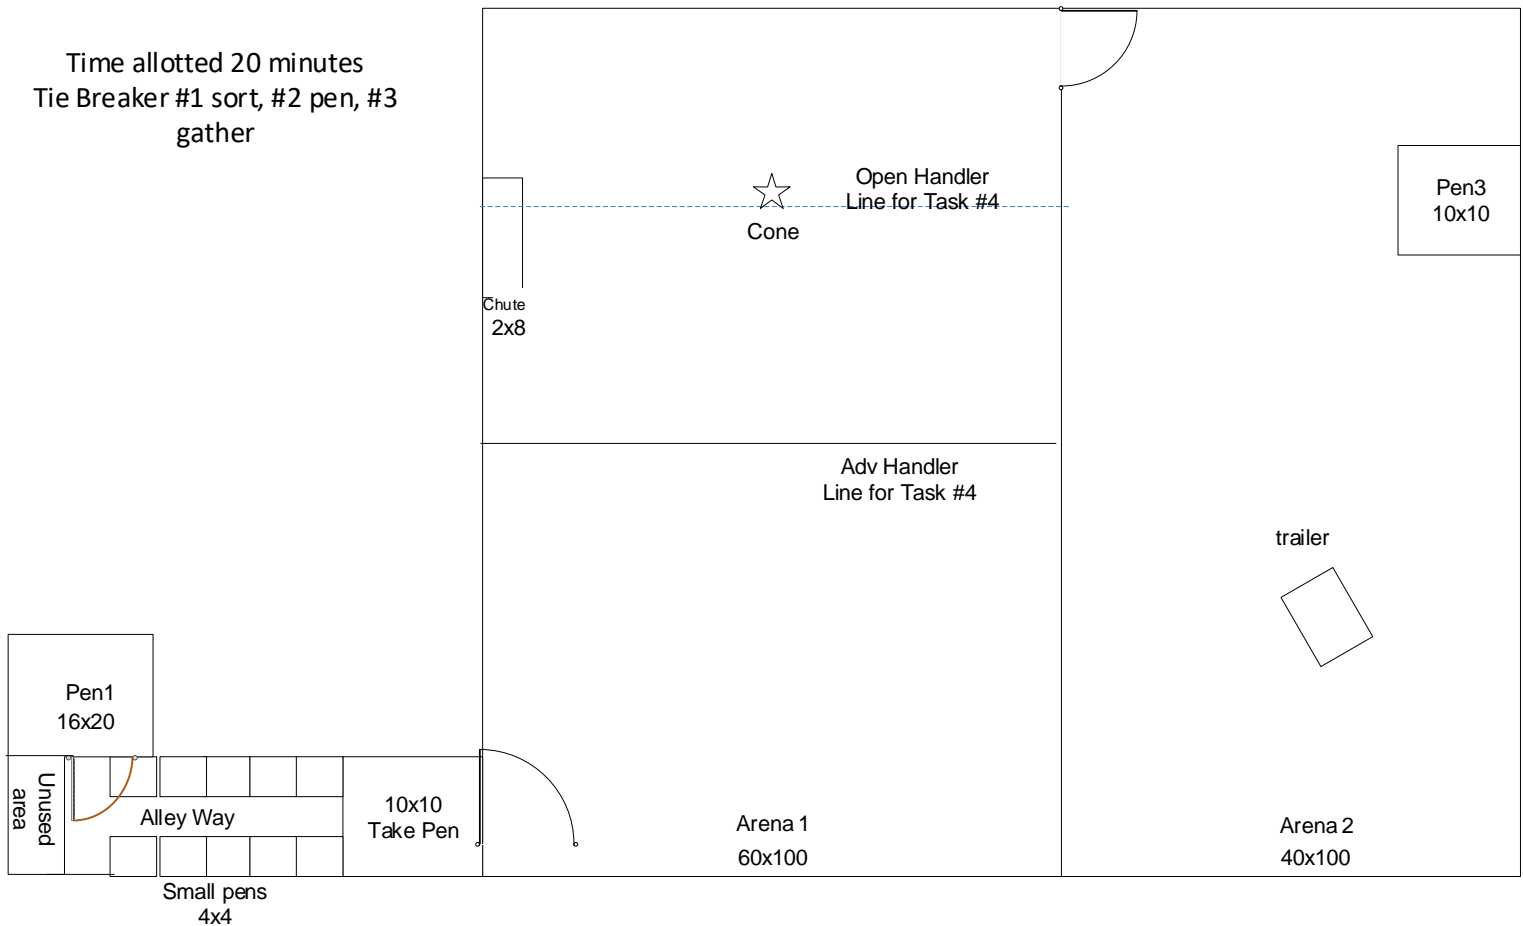 Time allotted 20 minutes
Tie Breaker #1 sort, #2 pen, #3
gather
Open Handler
Line for Task #4
Cone
Pen3
10x10
Chute
2x8
Adv Handler
Line for Task #4
trailer
Pen1
16x20
Unused
area
Alley Way
10x10
Take Pen
Arena 1
60x100
Arena 2
40x100
Small pens
4x4